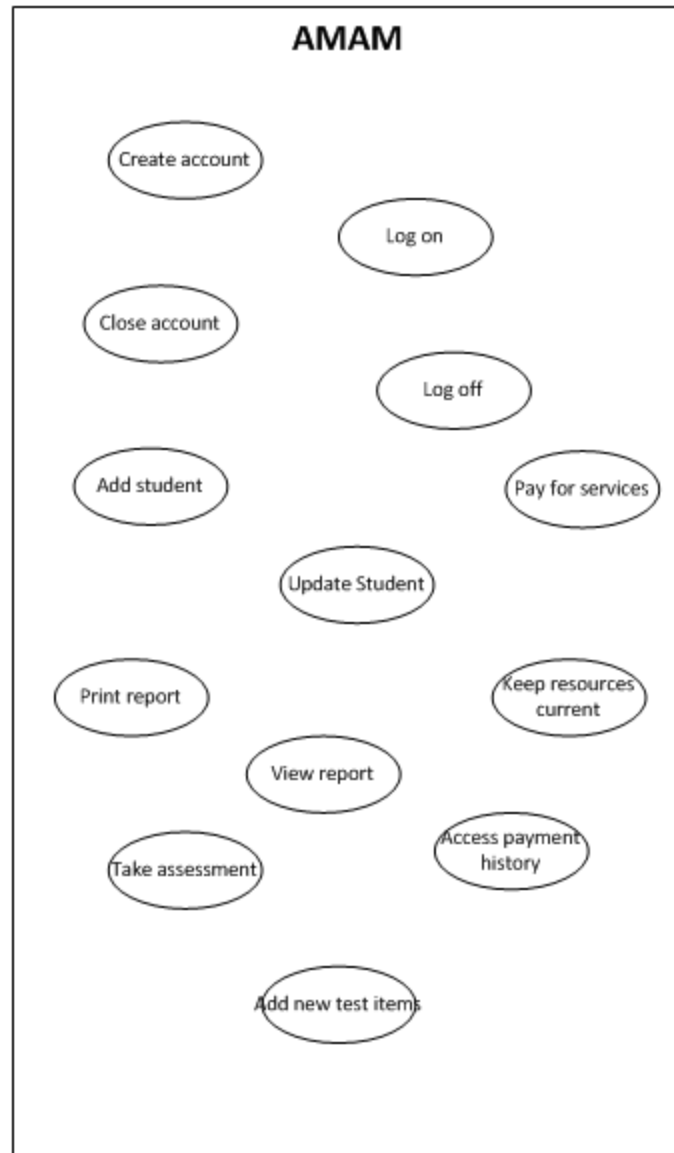 AMAM
Create account
Log on
Close account
Log off
Add student
Pay for services
Update Student
Print report
Keep resources
current
View report
Access payment
history
Take assessment
Add new test items